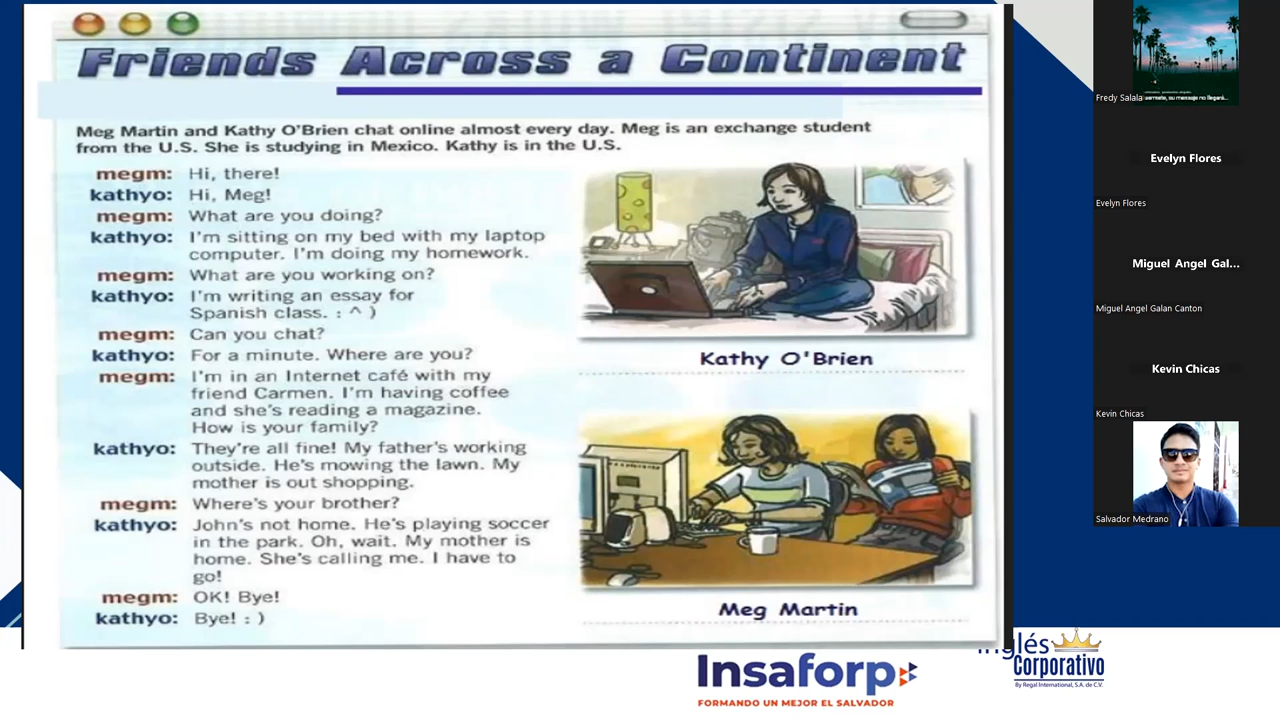 Friends Across a Continent
Meg Martin and Kathy O'Brien chat online almost every day. Meg is an exchange student
from the U.S. She is studying in Mexico. Kathy is in the U.S.
megm: Hi, there!
kathyo: Hi, Meg!
megm: What are you doing?
kathyo: I'm sitting on my bed with my laptop
computer. I'm doing my homework.
megm: What are you working on?
kathyo: I'm writing an essay for
Spanish class. : ^ )
megm: Can you chat?
kathyo: For a minute. Where are you?
megm: I'm in an Internet café with my
friend Carmen. I'm having coffee
and she's reading a magazine.
How is your family?
kathyo: They're all fine! My father's working
outside. He's mowing the lawn. My
mother is out shopping.
megm: Where's your brother?
kathyo: John's not home. He's playing soccer
in the park. Oh, wait. My mother is
home. She's calling me. I have to
go!
megm: OK! Bye!
kathyo: Bye! : )
Kathy O'Brien
Meg Martin
Insaforp
FORMANDO UN MEJOR EL SALVADOR
Inglés
Corporativo
By Regal International, S.A. de C.V.
su mensaje no llegará...
Fredy Salala
Evelyn Flores
Evelyn Flores
Miguel Angel Gal...
Miguel Angel Galan Canton
Kevin Chicas
Kevin Chicas
Salvador Medrano